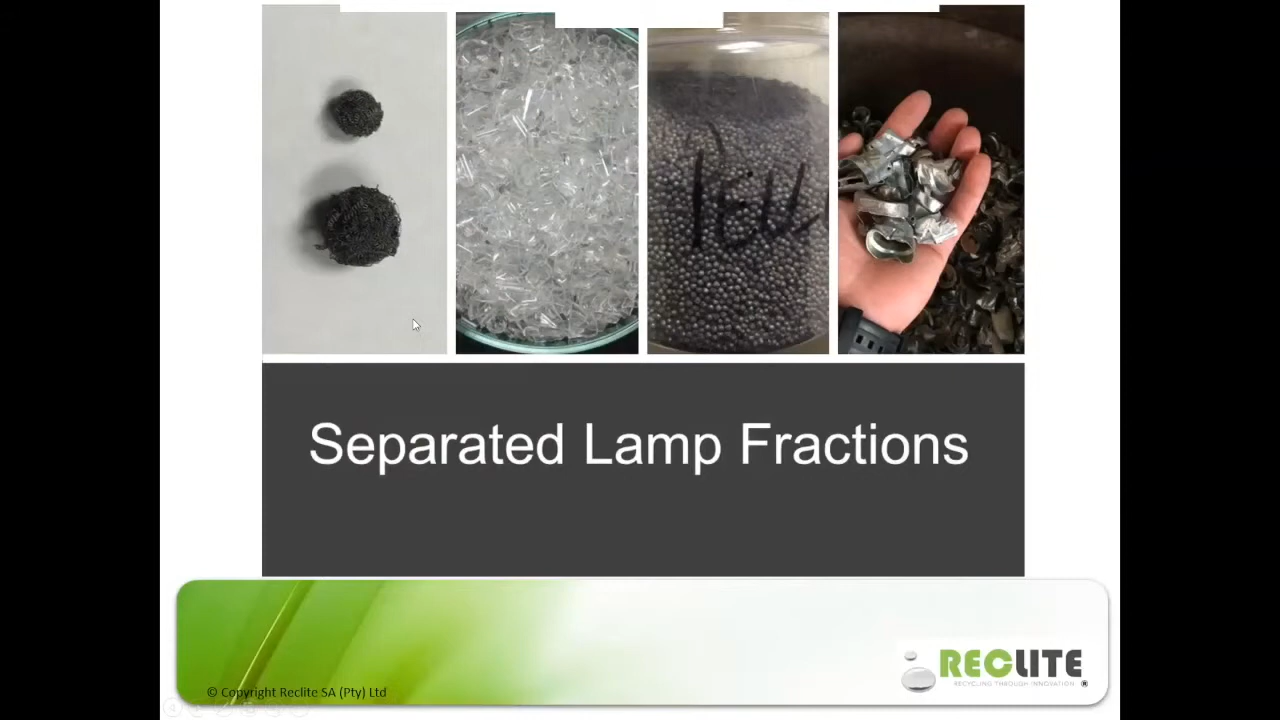 Separated Lamp Fractions
RECLITE
RECYCLING THROUGH INNOVATION
®
© Copyright Reclite SA (Pty) Ltd